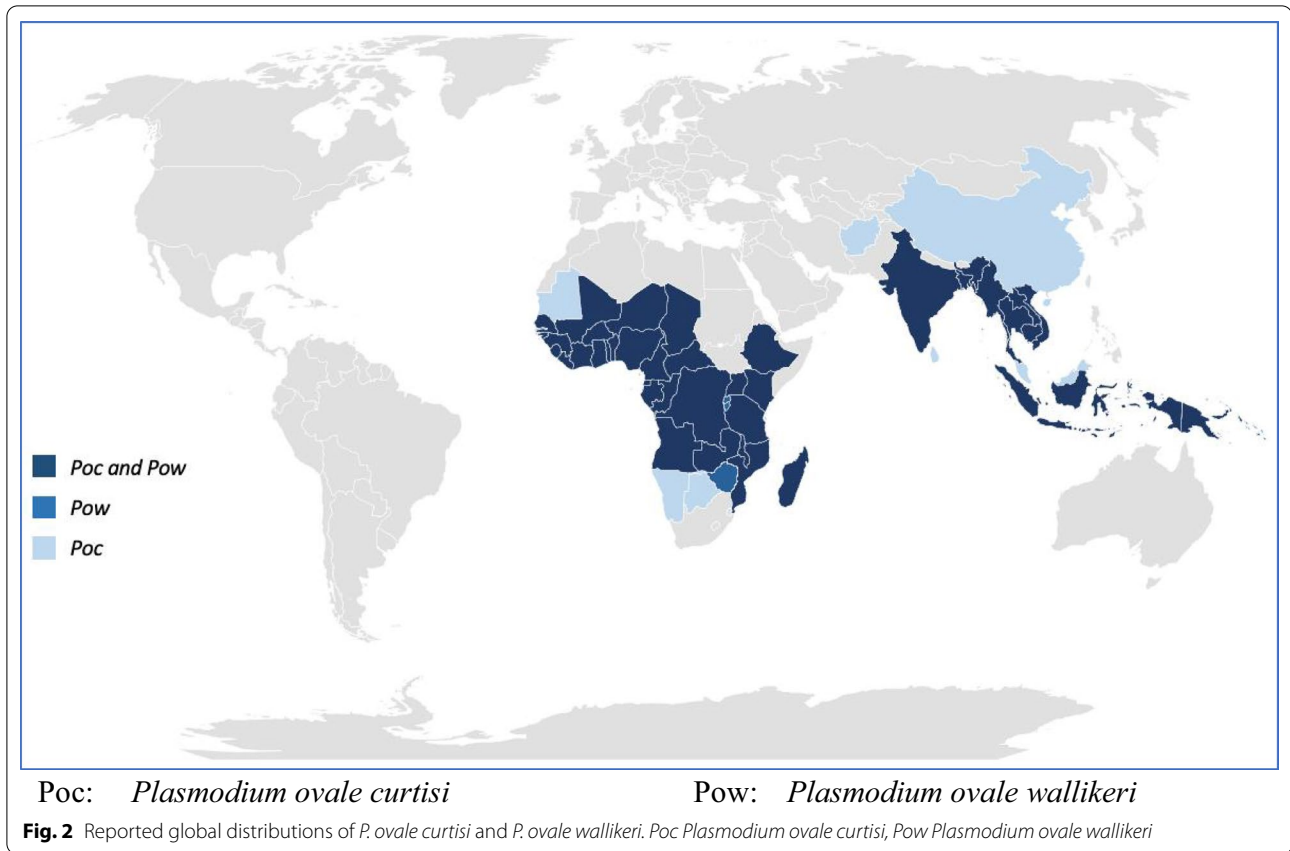 Poc and Pow
Pow
Poc
Poc: Plasmodium ovale curtisi Pow: Plasmodium ovale wallikeri
Fig. 2 Reported global distributions of P. ovale curtisi and P. ovale wallikeri. Poc Plasmodium ovale curtisi, Pow Plasmodium ovale wallikeri